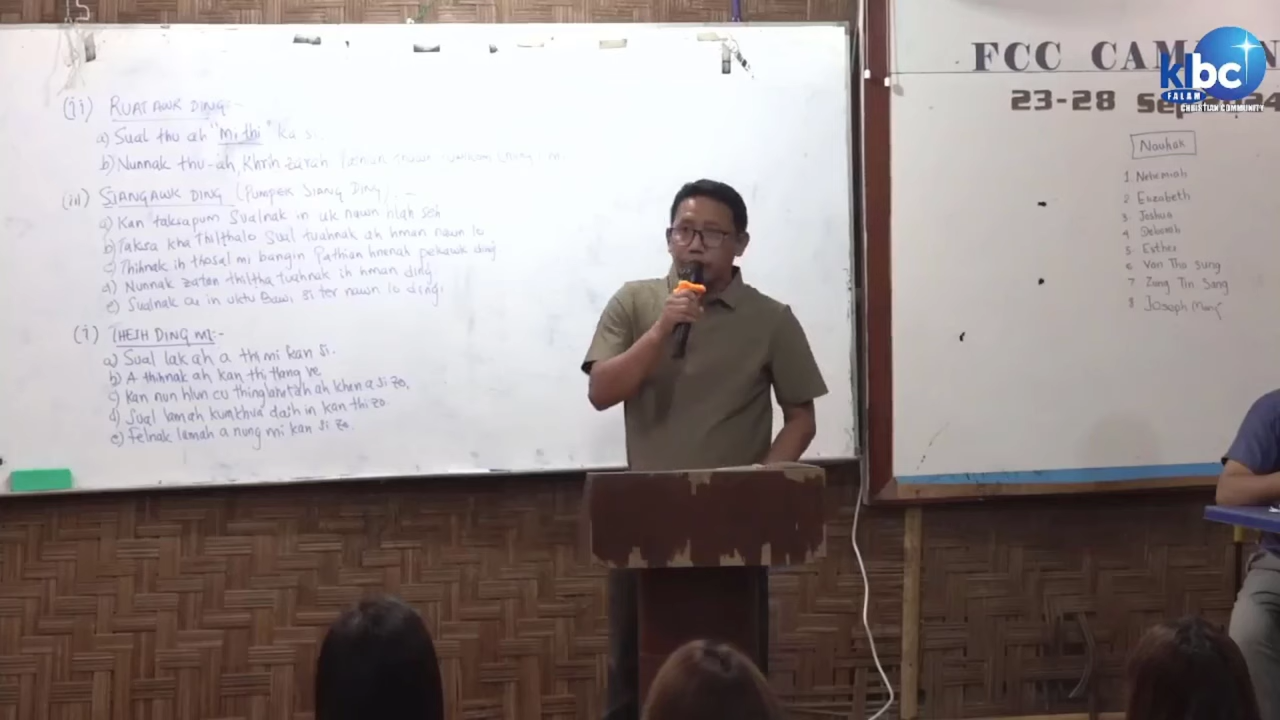 (ii) RUATAWK DING:-
a) Sual thu ah "Mi thi" ka si.
b) Nunnak thu-ah, Khrih zarah
(iii) SIANGAWK DING (PUMPEK SIANG DING):-
a) Kan taksapum Sualnak in uk nawn hlah seh
b) Taksa kha Thilthalo Sual tuahnak ah hman nawn lo
c) Thihnak ih thosal mi bangin Pathian hnenah pekawk ding
d) Nunnak zaten thiltha tuahnak ih hman ding.
e) Sualnak cu in uktu Bawi si ter nawn lo ding.
(i) THEIH DING MI:-
a) Sual lak ah a thi mi kan si.
b) A thihnak ah kan thi tlang ve
c) Kan nun hlun cu thinglamtah ah khen a si zo.
d) Sual lamah kumkhua daih in kan thi zo.
e) Felnak lamah a nung mi kan si zo.
FCC CAM
23-28 Sep
klbc
FALAM
CHRISTIAN COMMUNITY
Nauhak
1 Nehemiah
2 Elizabeth
3 Joshua
4 Deborah
5 Esther
6 Van Tha Sung
7 Zung Tin Sang
8 Joseph Mang